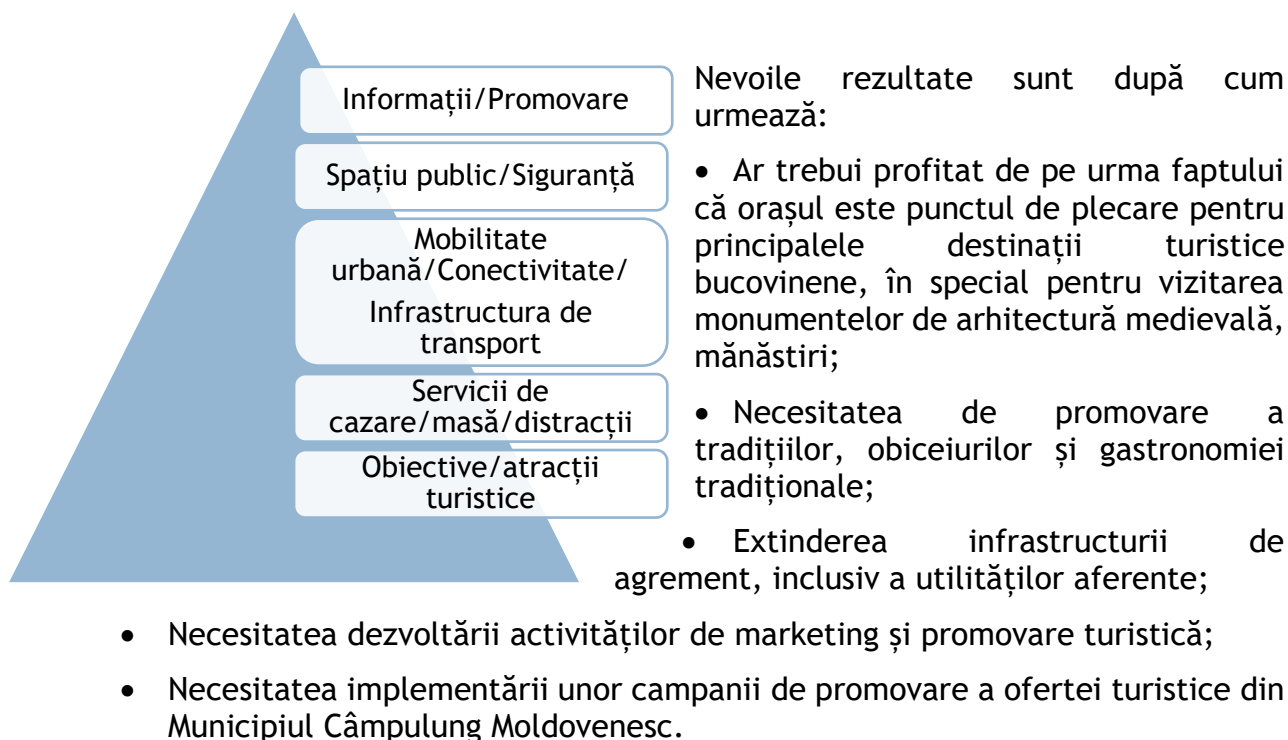 Informații/Promovare
Spațiu public/Siguranță
Mobilitate
urbană/Conectivitate/
Infrastructura de
transport
Servicii de
cazare/masă/distracții
Obiective/atracții
turistice
Nevoile rezultate sunt după cum
urmează:
• Ar trebui profitat de pe urma faptului
că orașul este punctul de plecare pentru
principalele destinații turistice
bucovinene, în special pentru vizitarea
monumentelor de arhitectură medievală,
mănăstiri;
• Necesitatea de promovare a
tradițiilor, obiceiurilor și gastronomiei
tradiționale;
• Extinderea infrastructurii de
agrement, inclusiv a utilităților aferente;
• Necesitatea dezvoltării activităților de marketing și promovare turistică;
• Necesitatea implementării unor campanii de promovare a ofertei turistice din
Municipiul Câmpulung Moldovenesc.